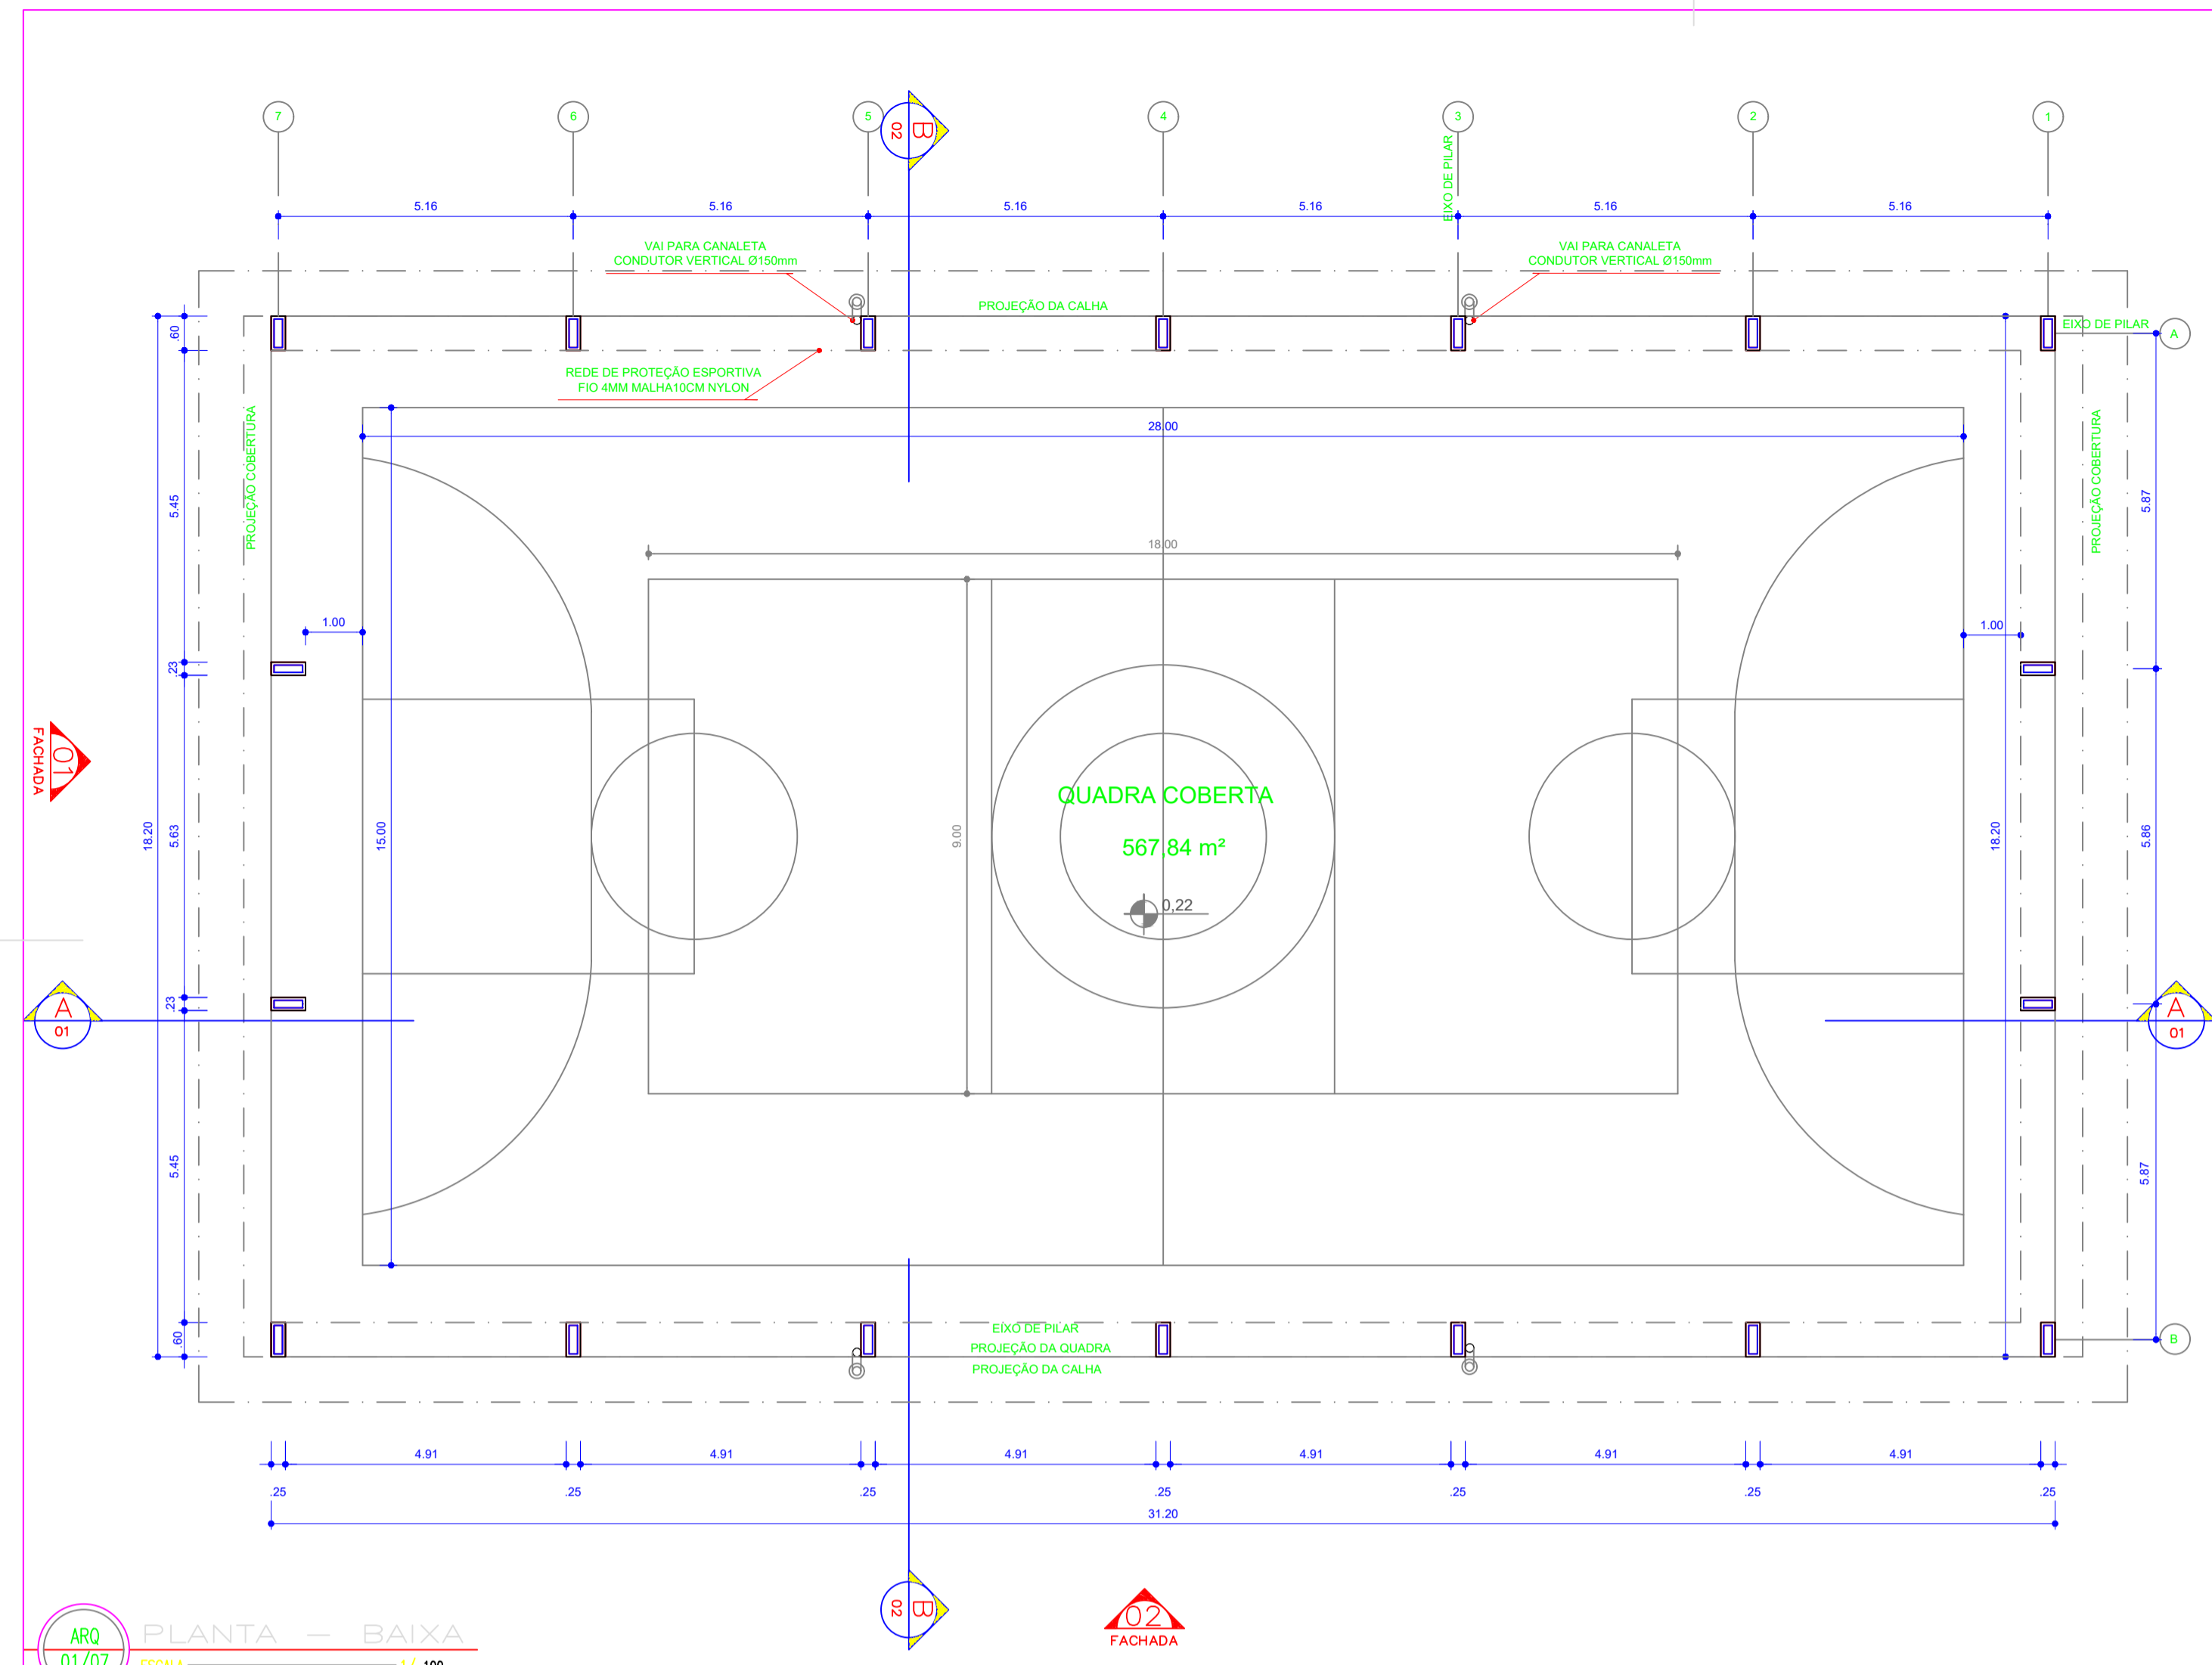 7
6
5
4
3
2
1
B
02
EIXO DE PILAR
5.16
5.16
5.16
5.16
5.16
5.16
VAI PARA CANALETA
CONDUTOR VERTICAL Ø150mm
VAI PARA CANALETA
CONDUTOR VERTICAL Ø150mm
PROJEÇÃO DA CALHA
EIXO DE PILAR
A
.60
REDE DE PROTEÇÃO ESPORTIVA
FIO 4MM MALHA10CM NYLON
PROJEÇÃO COBERTURA
PROJEÇÃO COBERTURA
28.00
5.45
5.87
18.00
1.00
1.00
.23
01
FACHADA
QUADRA COBERTA
567,84 m²
18.20
5.63
15.00
9.00
18.20
5.86
0,22
.23
A
01
A
01
5.45
5.87
.60
EIXO DE PILAR
PROJEÇÃO DA QUADRA
PROJEÇÃO DA CALHA
B
4.91
4.91
4.91
4.91
4.91
4.91
.25
.25
.25
.25
.25
.25
.25
31.20
B
02
02
FACHADA
ARQ
01/07
PLANTA - BAIXA
ESCALA 1/ 100